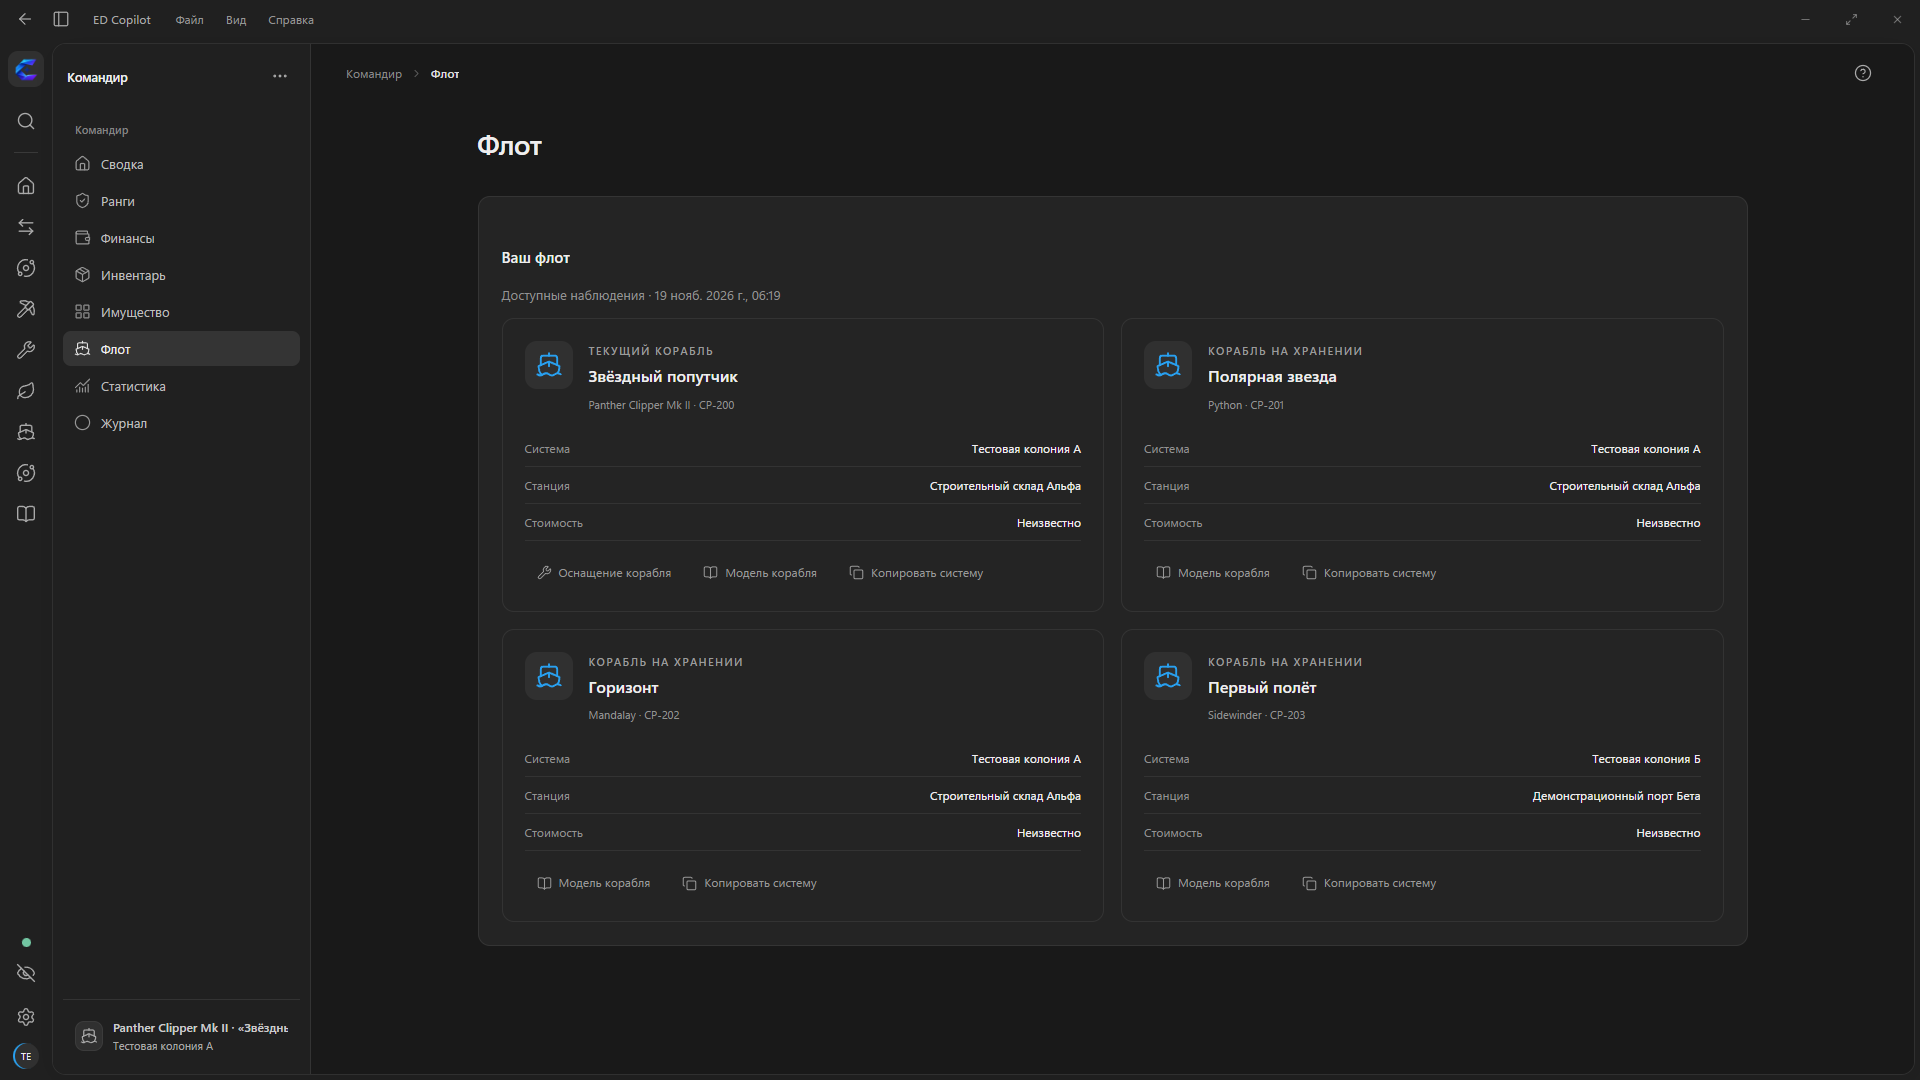 ED Copilot Файл Вид Справка
Командир
Командир
Сводка
Ранги
Финансы
Инвентарь
Имущество
Флот
Статистика
Журнал
Panther Clipper Mk II · «Звёздны
Тестовая колония А
TE
Командир > Флот
Флот
Ваш флот
Доступные наблюдения · 19 нояб. 2026 г., 06:19
ТЕКУЩИЙ КОРАБЛЬ
Звёздный попутчик
Panther Clipper Mk II · CP-200
Система Тестовая колония А
Станция Строительный склад Альфа
Стоимость Неизвестно
Оснащение корабля Модель корабля Копировать систему
КОРАБЛЬ НА ХРАНЕНИИ
Полярная звезда
Python · CP-201
Система Тестовая колония А
Станция Строительный склад Альфа
Стоимость Неизвестно
Модель корабля Копировать систему
КОРАБЛЬ НА ХРАНЕНИИ
Горизонт
Mandalay · CP-202
Система Тестовая колония А
Станция Строительный склад Альфа
Стоимость Неизвестно
Модель корабля Копировать систему
КОРАБЛЬ НА ХРАНЕНИИ
Первый полёт
Sidewinder · CP-203
Система Тестовая колония Б
Станция Демонстрационный порт Бета
Стоимость Неизвестно
Модель корабля Копировать систему